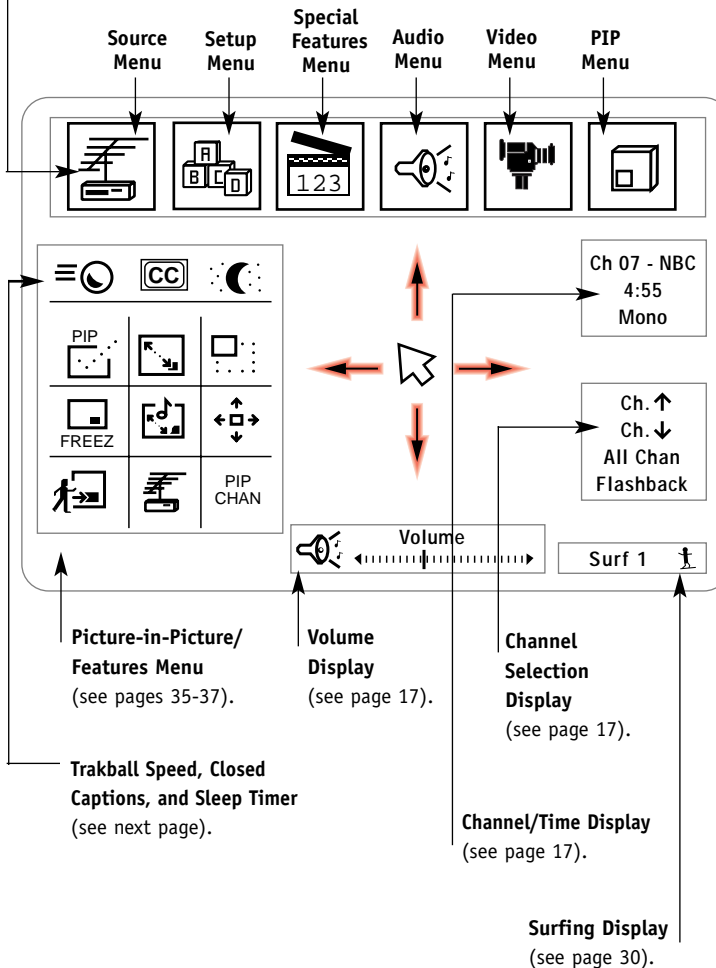 Source
Menu
Setup
Menu
Special
Features
Menu
Audio
Menu
Video
Menu
PIP
Menu
A
B C D
123
CC
PIP
FREEZ
PIP
CHAN
Ch 07 - NBC
4:55
Mono
Ch. ↑
Ch. ↓
All Chan
Flashback
Volume
Surf 1
Picture-in-Picture/
Features Menu
(see pages 35-37).
Volume
Display
(see page 17).
Channel
Selection
Display
(see page 17).
Trakball Speed, Closed
Captions, and Sleep Timer
(see next page).
Channel/Time Display
(see page 17).
Surfing Display
(see page 30).